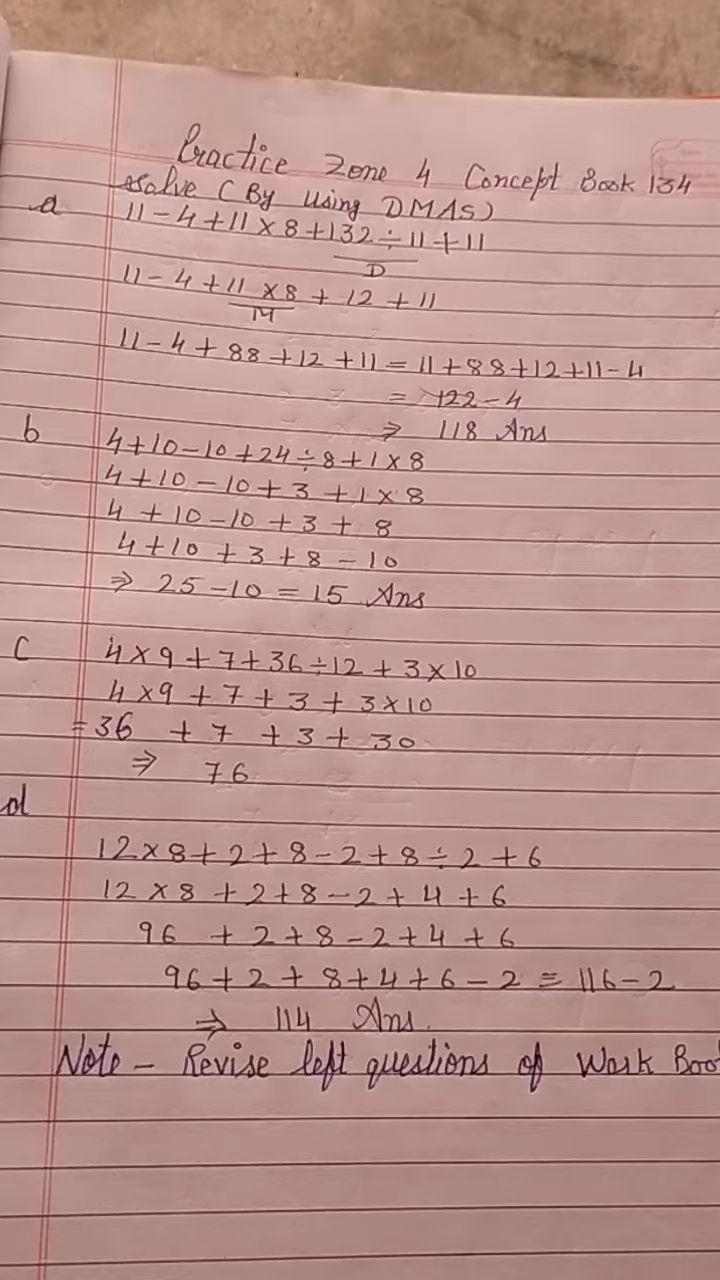 Practice Zone 4 Concept Book 134
Solve (By using DMAS)
a 11-4+11×8+132÷11+11
D
11-4+11×8+12+11
M
11-4+88+12+11=11+88+12+11-4
= 122-4
⇒ 118 Ans
b 4+10-10+24÷8+1×8
4+10-10+3+1×8
4+10-10+3+8
4+10+3+8-10
⇒ 25-10=15 Ans
c 4×9+7+36÷12+3×10
4×9+7+3+3×10
=36+7+3+30
⇒ 76
d
12×8+2+8-2+8÷2+6
12×8+2+8-2+4+6
96+2+8-2+4+6
96+2+8+4+6-2=116-2
⇒ 114 Ans.
Note - Revise left questions of Work Boo